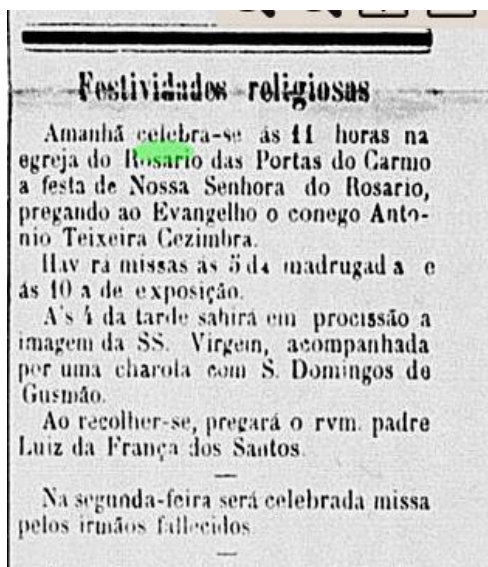 Festividades religiosas
Amanhã celebra-se ás 11 horas na
egreja do Rosario das Portas do Carmo
a festa de Nossa Senhora do Rosario,
pregando ao Evangelho o conego Anto-
nio Teixeira Cezimbra.
Hav rá missas ás 5 da madrugada e
ás 10 a de exposição.
A's 4 da tarde sahirá em procissão a
imagem da SS. Virgem, acompanhada
por uma charola com S. Domingos de
Gusmão.
Ao recolher-se, pregará o rvm. padre
Luiz da França dos Santos.
Na segunda-feira será celebrada missa
pelos irmãos fallecidos.